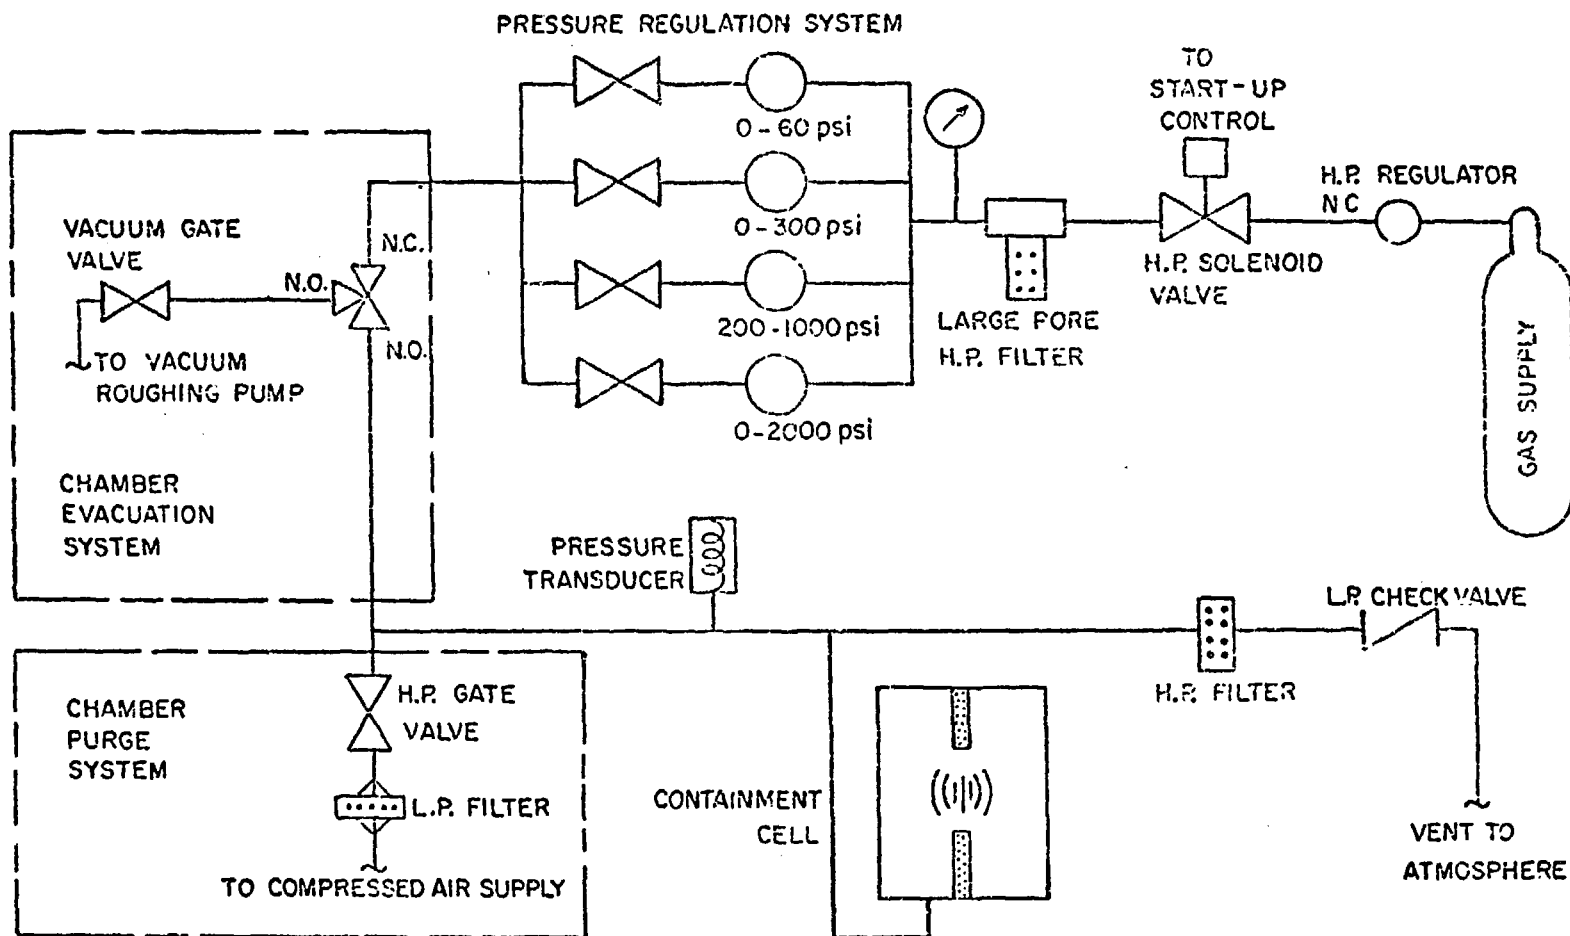 PRESSURE REGULATION SYSTEM
TO
START-UP
CONTROL
0-60 psi
H.P. REGULATOR
N C
VACUUM GATE
VALVE
N.C.
0-300 psi
N.O.
H.P. SOLENOID
VALVE
LARGE PORE
H.P. FILTER
200-1000 psi
N.O.
TO VACUUM
ROUGHING PUMP
0-2000 psi
GAS SUPPLY
CHAMBER
EVACUATION
SYSTEM
PRESSURE
TRANSDUCER
L.P. CHECK VALVE
H.P. FILTER
CHAMBER
PURGE
SYSTEM
H.P. GATE
VALVE
L.P. FILTER
CONTAINMENT
CELL
VENT TO
ATMOSPHERE
TO COMPRESSED AIR SUPPLY